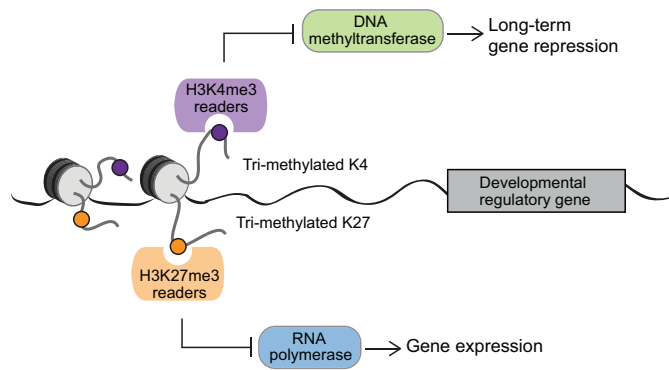 DNA
methyltransferase
Long-term
gene repression
H3K4me3
readers
Tri-methylated K4
Developmental
regulatory gene
Tri-methylated K27
H3K27me3
readers
RNA
polymerase
Gene expression